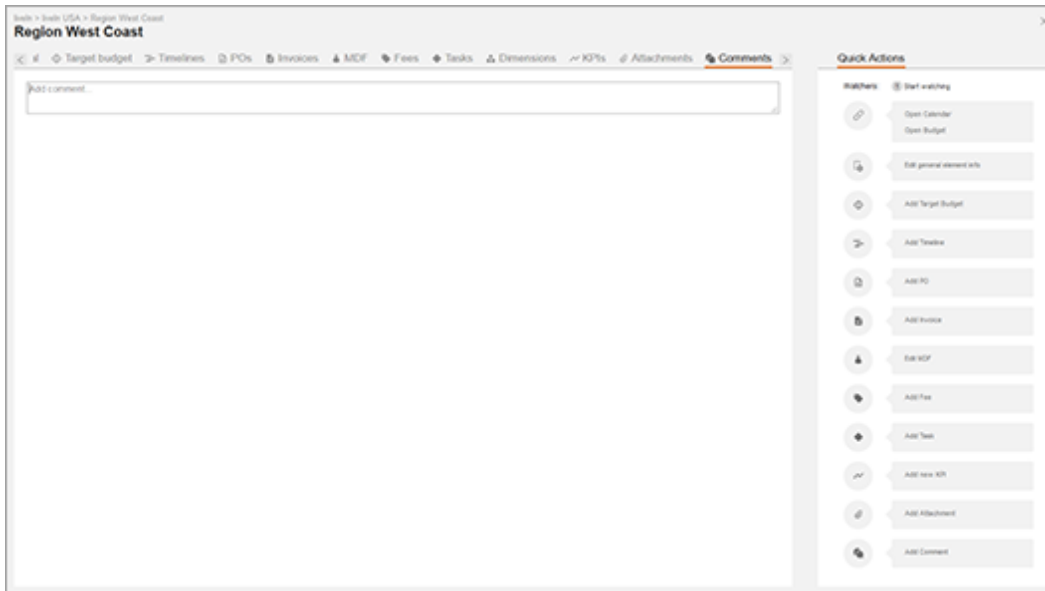 Region West Coast
Target budget Timelines POs Invoices MDF Fees Tasks Dimensions KPIs Attachments Comments
Add comment...
Quick Actions
Watchers: Start watching
Open Calendar
Open Budget
Edit general element info
Add Target Budget
Add Timeline
Add PO
Add Invoice
Edit MDF
Add Fee
Add Task
Add new KPI
Add Attachment
Add Comment